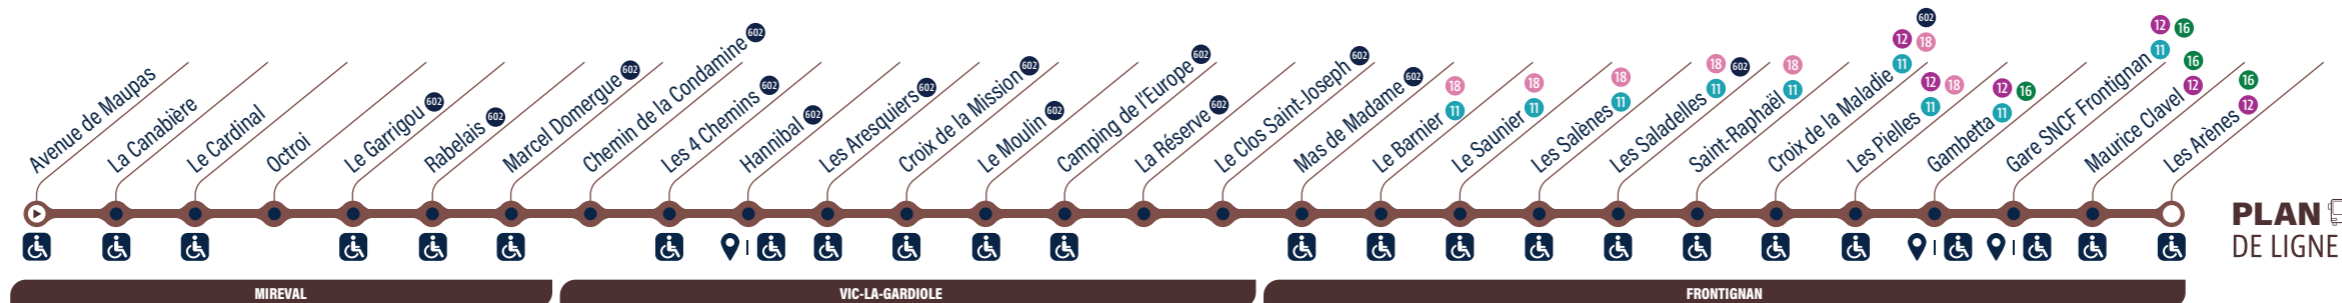 Avenue de Maupas
La Canabière
Le Cardinal
Octroi
Le Garrigou 602
Rabelais 602
Marcel Domergue 602
Chemin de la Condamine 602
Les 4 Chemins 602
Hannibal 602
Les Aresquiers 602
Croix de la Mission 602
Le Moulin 602
Camping de l'Europe 602
La Réserve 602
Le Clos Saint-Joseph 602
Mas de Madame 602
Le Barnier 11 18
Le Saunier 11 18
Les Salènes 11 18
Les Saladelles 11 18 602
Saint-Raphaël 11 18
Croix de la Maladie 11 12 18 602
Les Pielles 11 12 18
Gambetta 11 12 16
Gare SNCF Frontignan 11 12 16
Maurice Clavel 12 16
Les Arènes 12 16
PLAN
DE LIGNE
MIREVAL
VIC-LA-GARDIOLE
FRONTIGNAN